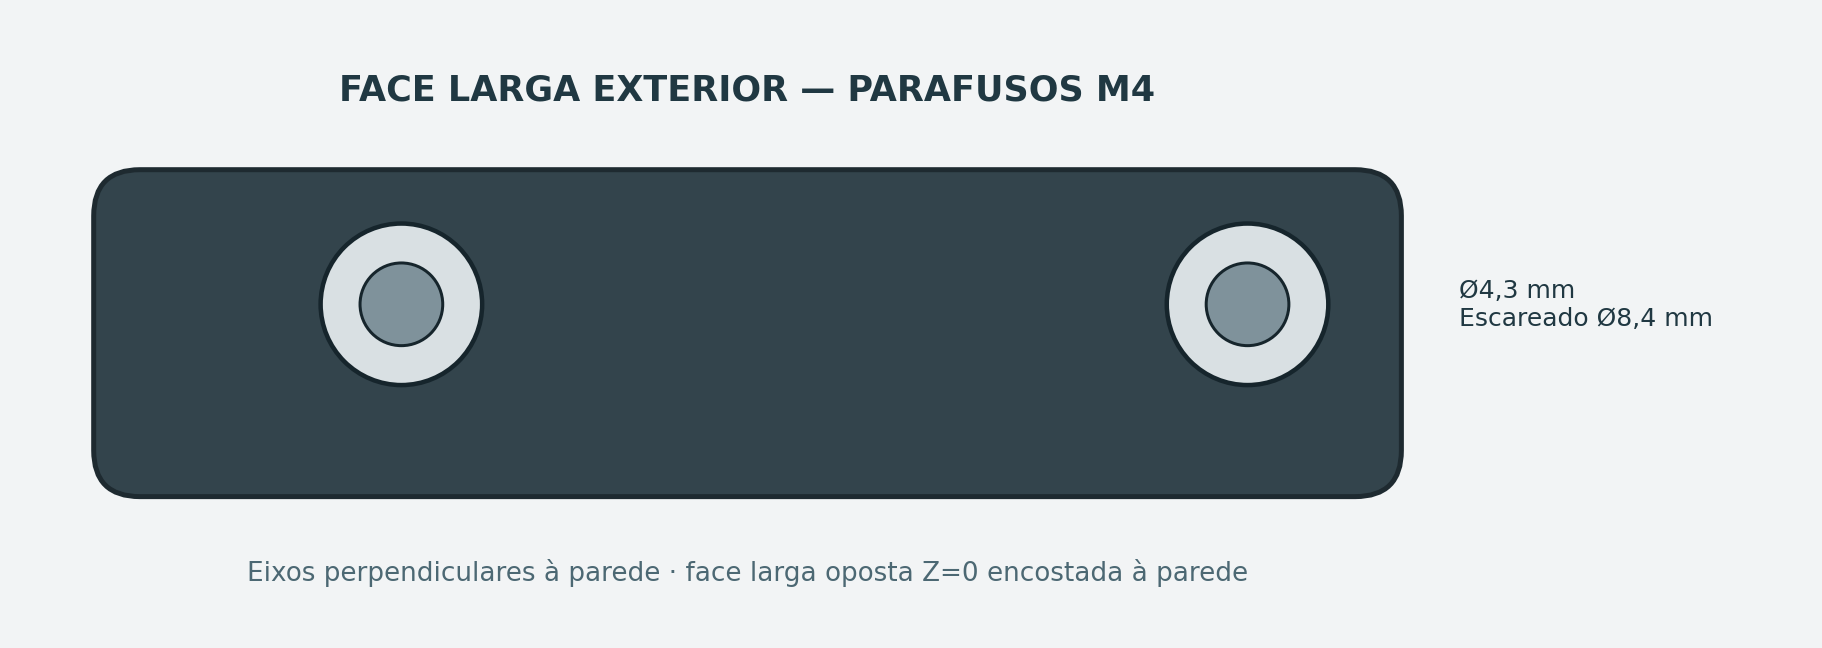 FACE LARGA EXTERIOR — PARAFUSOS M4
Ø4,3 mm
Escareado Ø8,4 mm
Eixos perpendiculares à parede · face larga oposta Z=0 encostada à parede